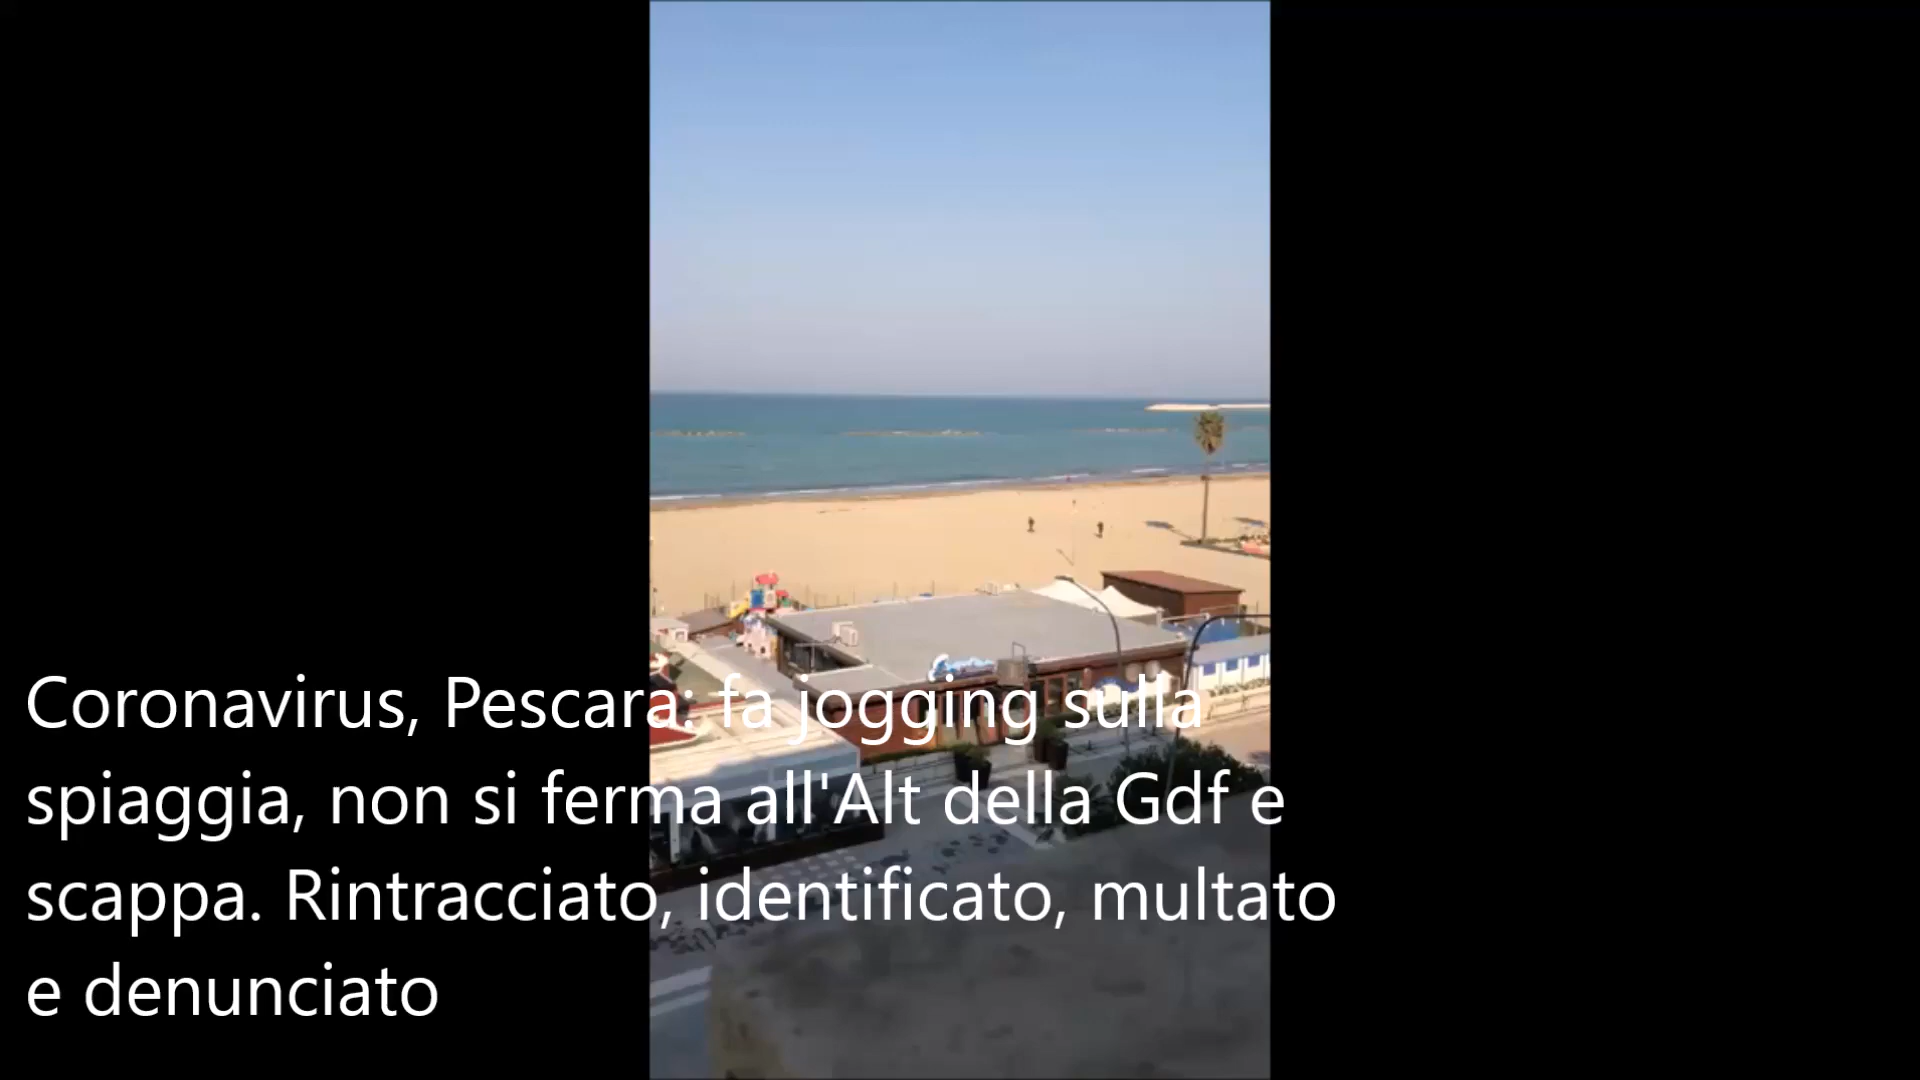 Coronavirus, Pescara: fa jogging sulla
spiaggia, non si ferma all'Alt della Gdf e
scappa. Rintracciato, identificato, multato
e denunciato